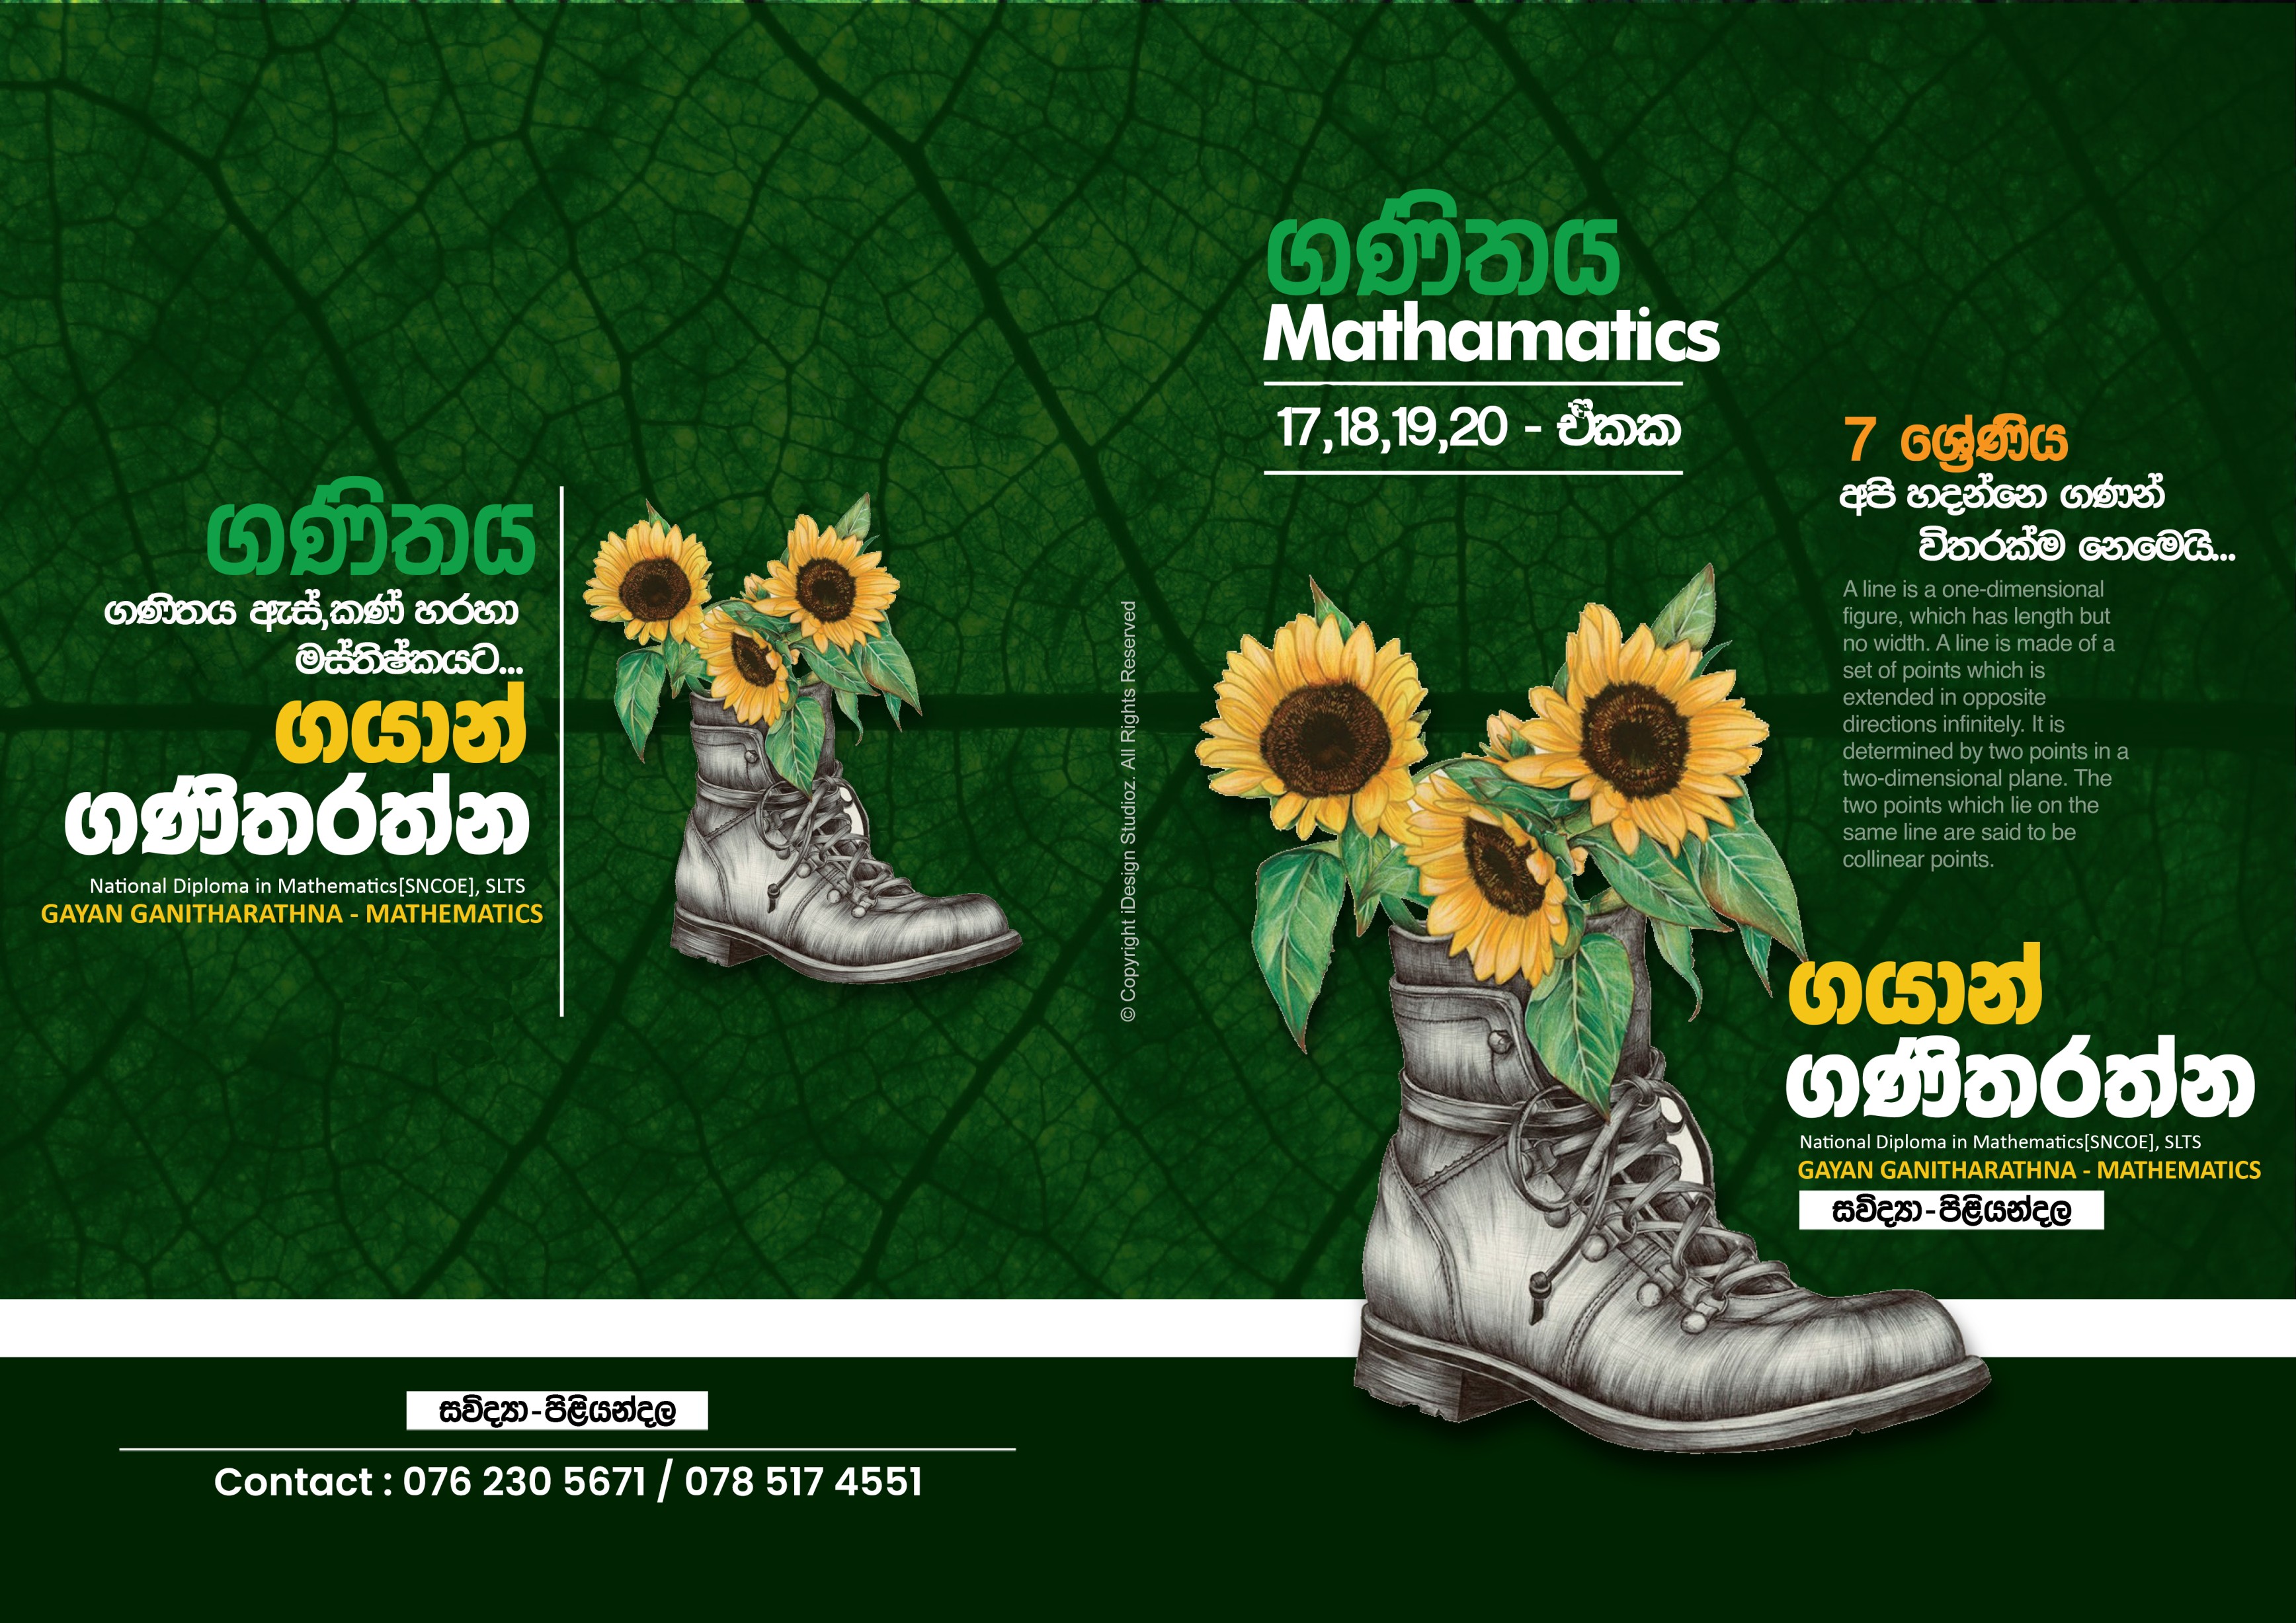 ගණිතය
ගණිතය ඇස්,කණ් හරහා
මස්තිෂ්කයට...
ගයාන්
ගණිතරත්න
National Diploma in Mathematics[SNCOE], SLTS
GAYAN GANITHARATHNA - MATHEMATICS
සවිද්‍යා - පිළියන්දල
Contact : 076 230 5671 / 078 517 4551
© Copyright iDesign Studioz. All Rights Reserved
ගණිතය
Mathamatics
17,18,19,20 - ඒකක
7 ශ්‍රේණිය
අපි හදන්නෙ ගණන්
විතරක්ම නෙමෙයි...
A line is a one-dimensional
figure, which has length but
no width. A line is made of a
set of points which is
extended in opposite
directions infinitely. It is
determined by two points in a
two-dimensional plane. The
two points which lie on the
same line are said to be
collinear points.
ගයාන්
ගණිතරත්න
National Diploma in Mathematics[SNCOE], SLTS
GAYAN GANITHARATHNA - MATHEMATICS
සවිද්‍යා - පිළියන්දල